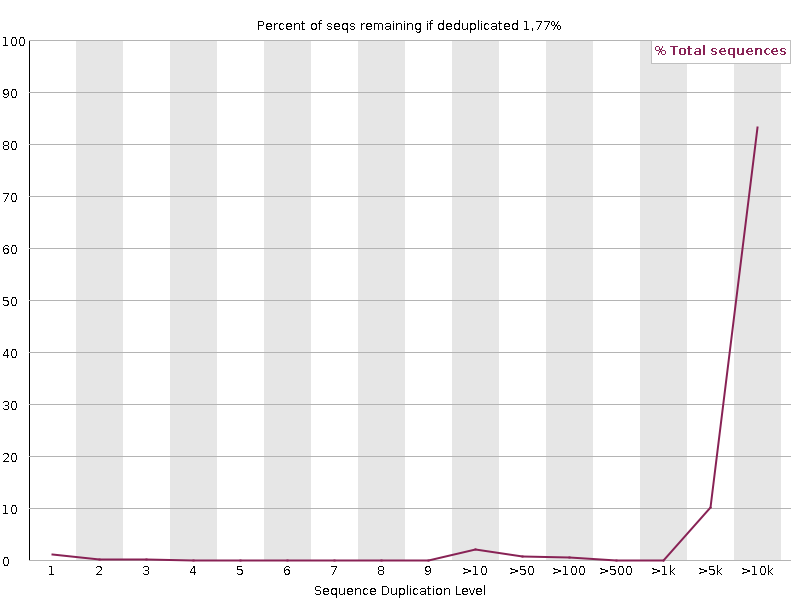 Percent of seqs remaining if deduplicated 1,77%
% Total sequences
100
90
80
70
60
50
40
30
20
10
0
1 2 3 4 5 6 7 8 9 >10 >50 >100 >500 >1k >5k >10k
Sequence Duplication Level